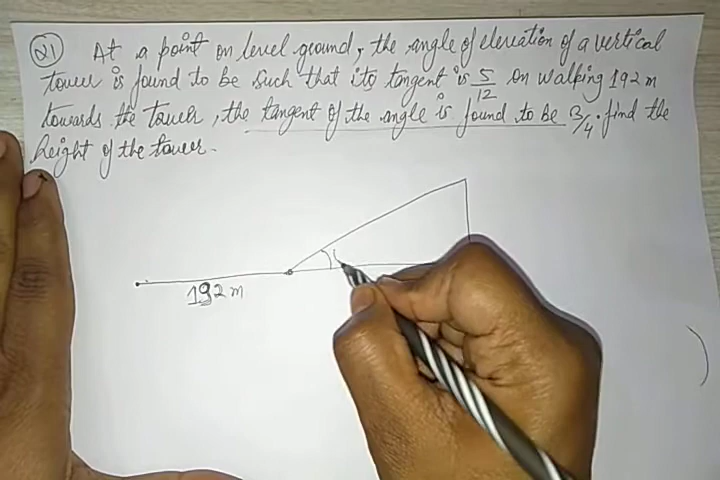 Q1) At a point on level ground, the angle of elevation of a vertical
tower is found to be such that its tangent is 5/12 on walking 192 m
towards the tower, the tangent of the angle is found to be 3/4. find the
height of the tower.
192 m